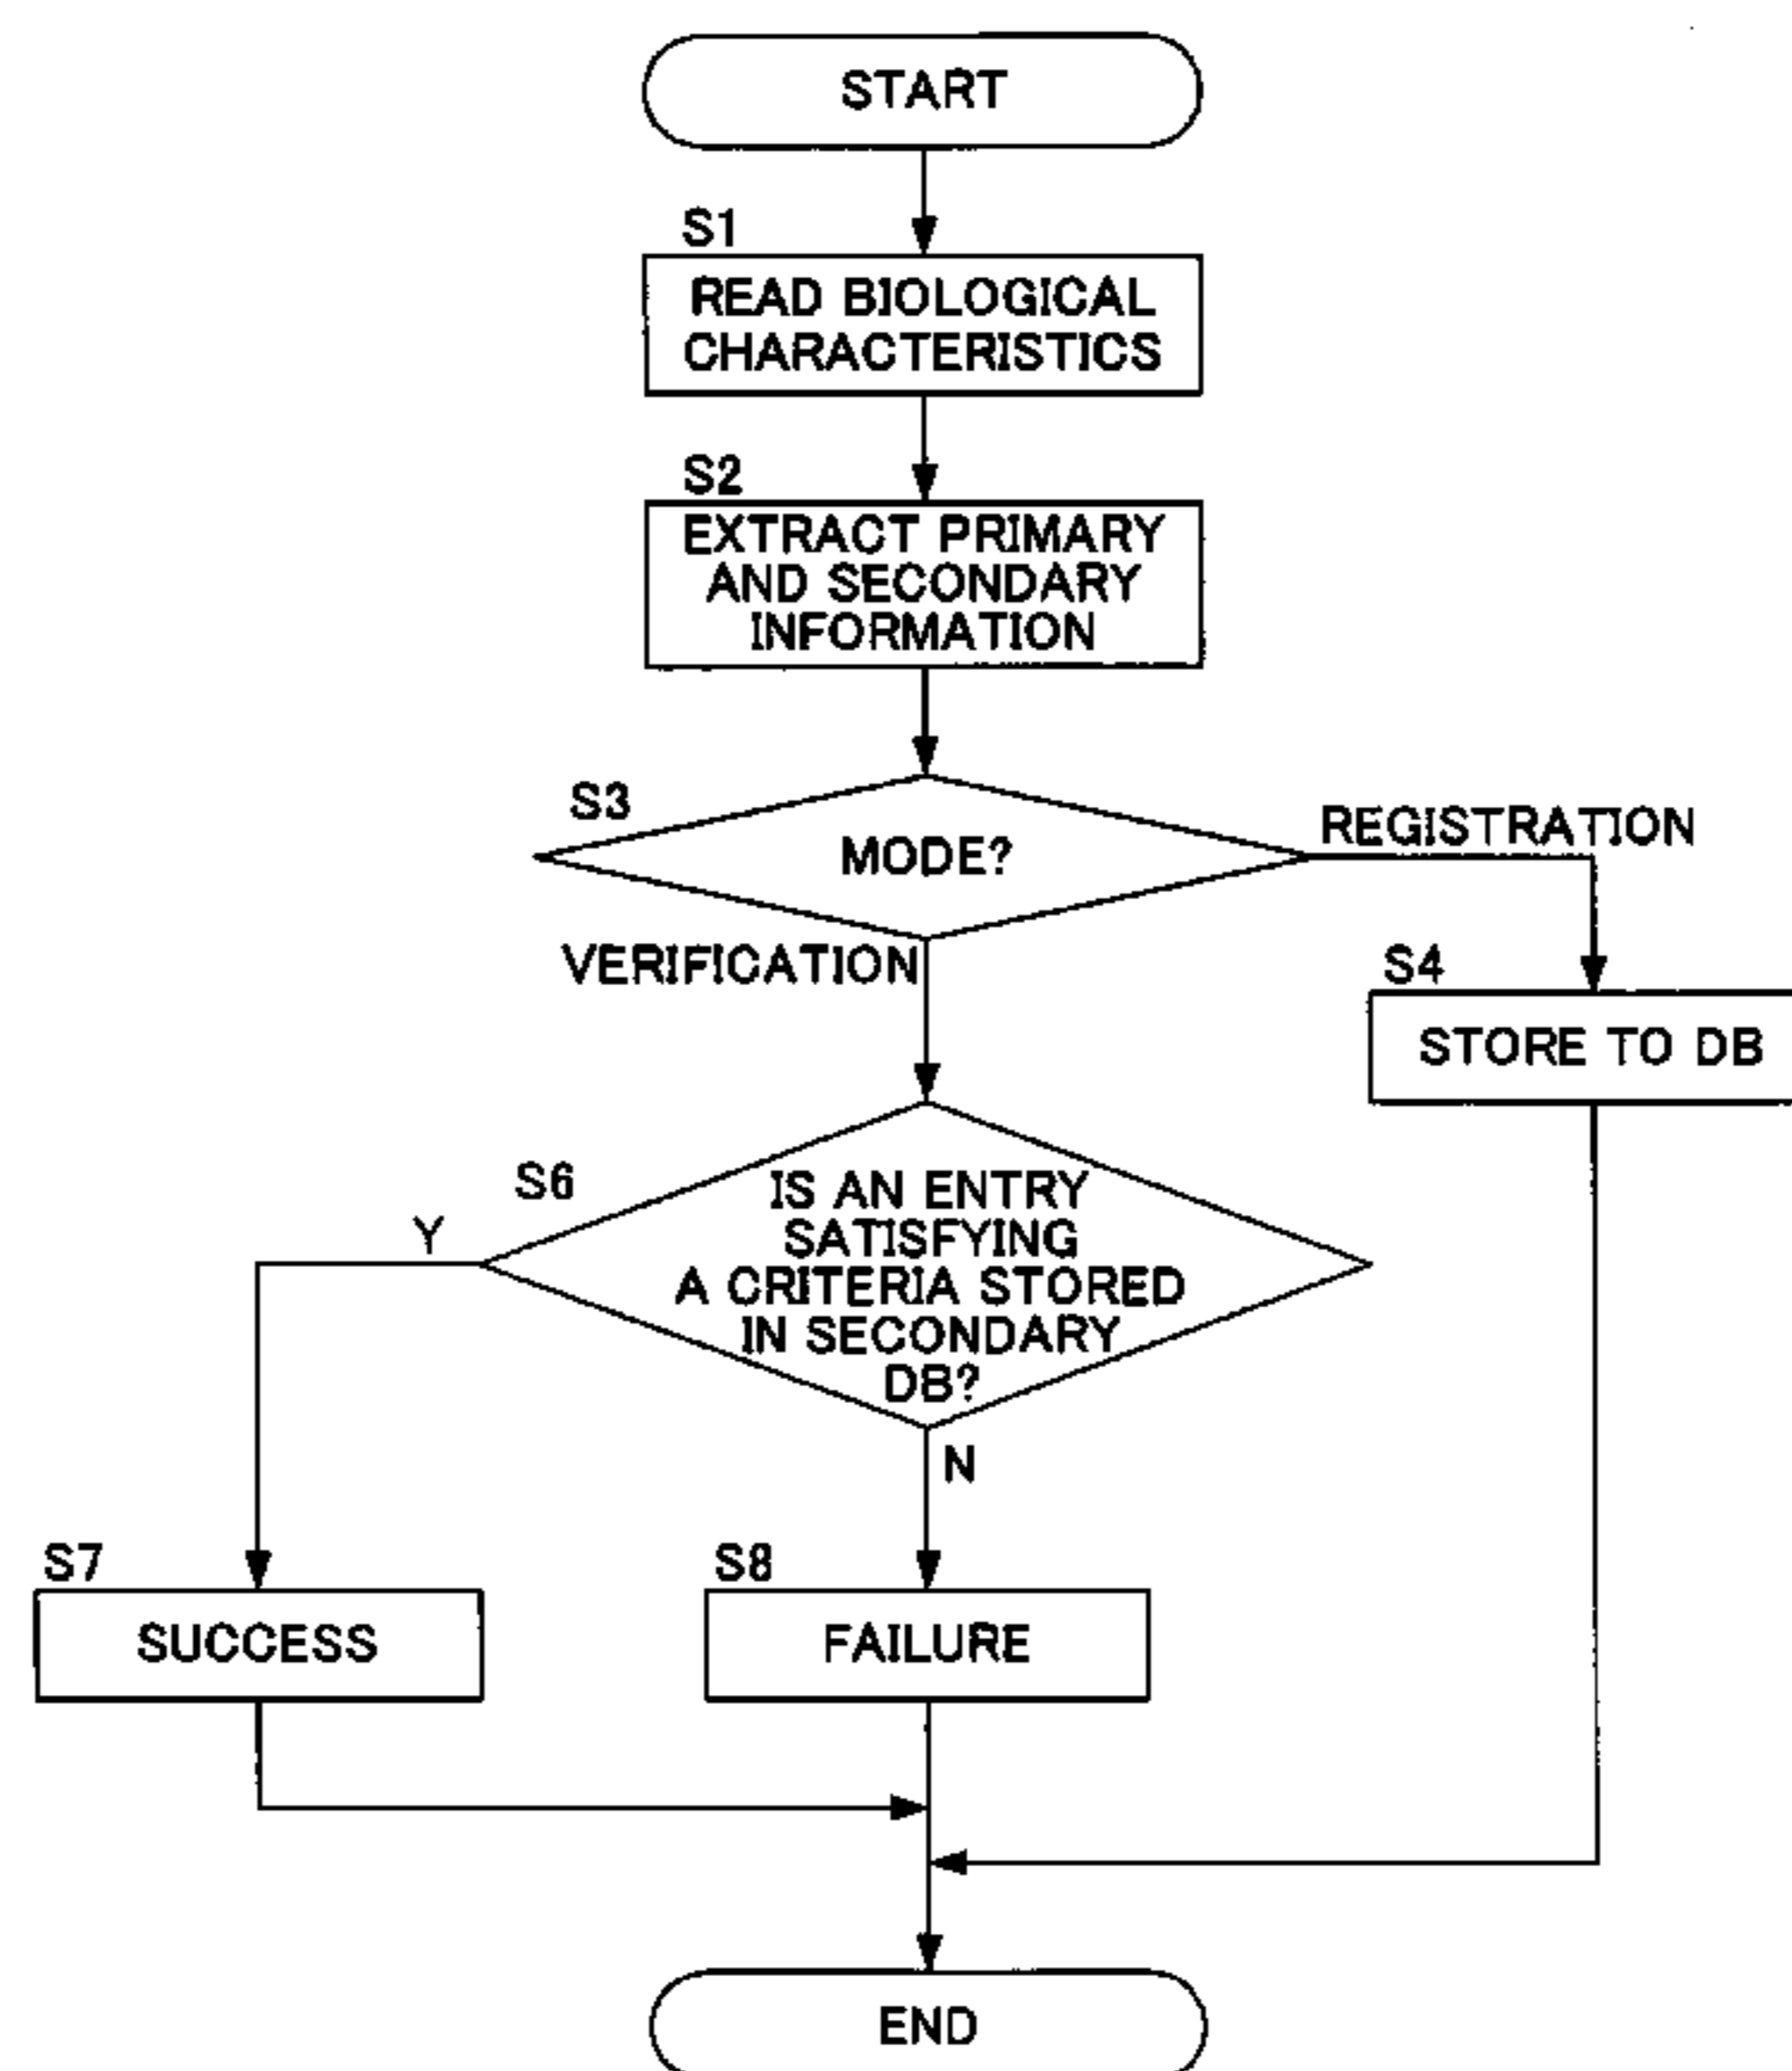 START
S1
READ BIOLOGICAL
CHARACTERISTICS
S2
EXTRACT PRIMARY
AND SECONDARY
INFORMATION
S3
MODE?
REGISTRATION
VERIFICATION
S4
STORE TO DB
S6
IS AN ENTRY
SATISFYING
A CRITERIA STORED
IN SECONDARY
DB?
Y
N
S7
SUCCESS
S8
FAILURE
END